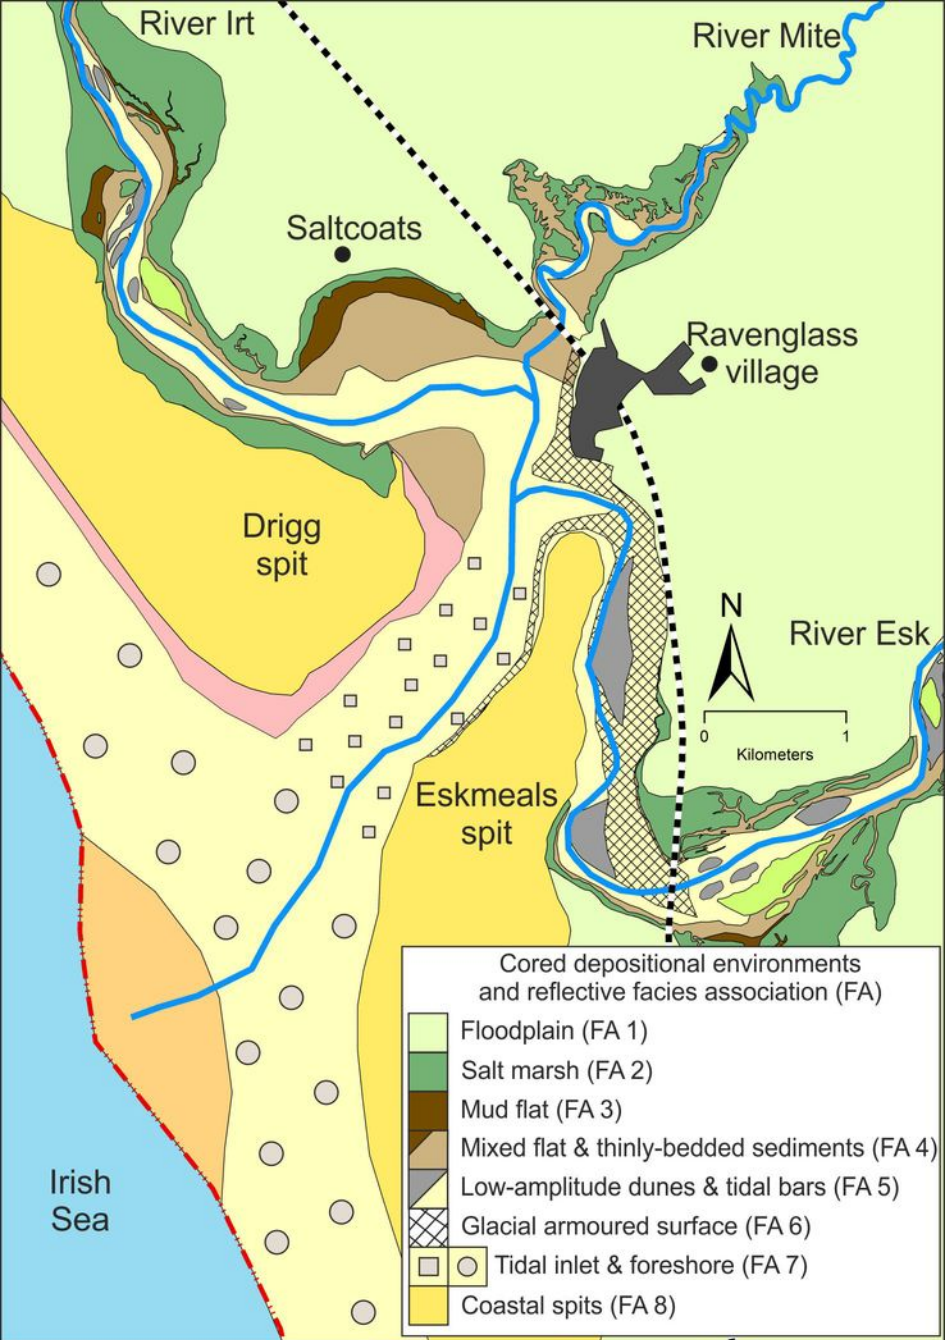 River Irt
River Mite
Saltcoats
Ravenglass
village
Drigg
spit
N
River Esk
0 1
Kilometers
Eskmeals
spit
Irish
Sea
Cored depositional environments
and reflective facies association (FA)
Floodplain (FA 1)
Salt marsh (FA 2)
Mud flat (FA 3)
Mixed flat & thinly-bedded sediments (FA 4)
Low-amplitude dunes & tidal bars (FA 5)
Glacial armoured surface (FA 6)
Tidal inlet & foreshore (FA 7)
Coastal spits (FA 8)